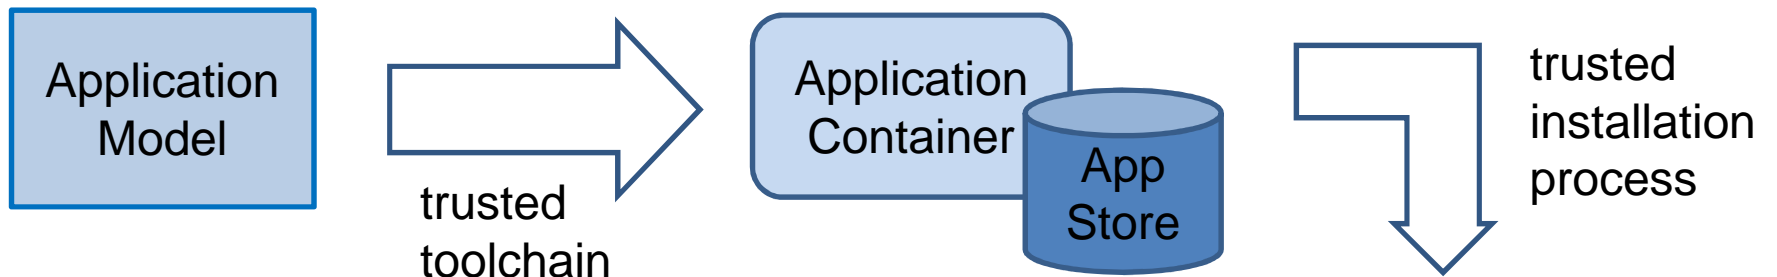 Application
Model
trusted
toolchain
Application
Container
App
Store
trusted
installation
process